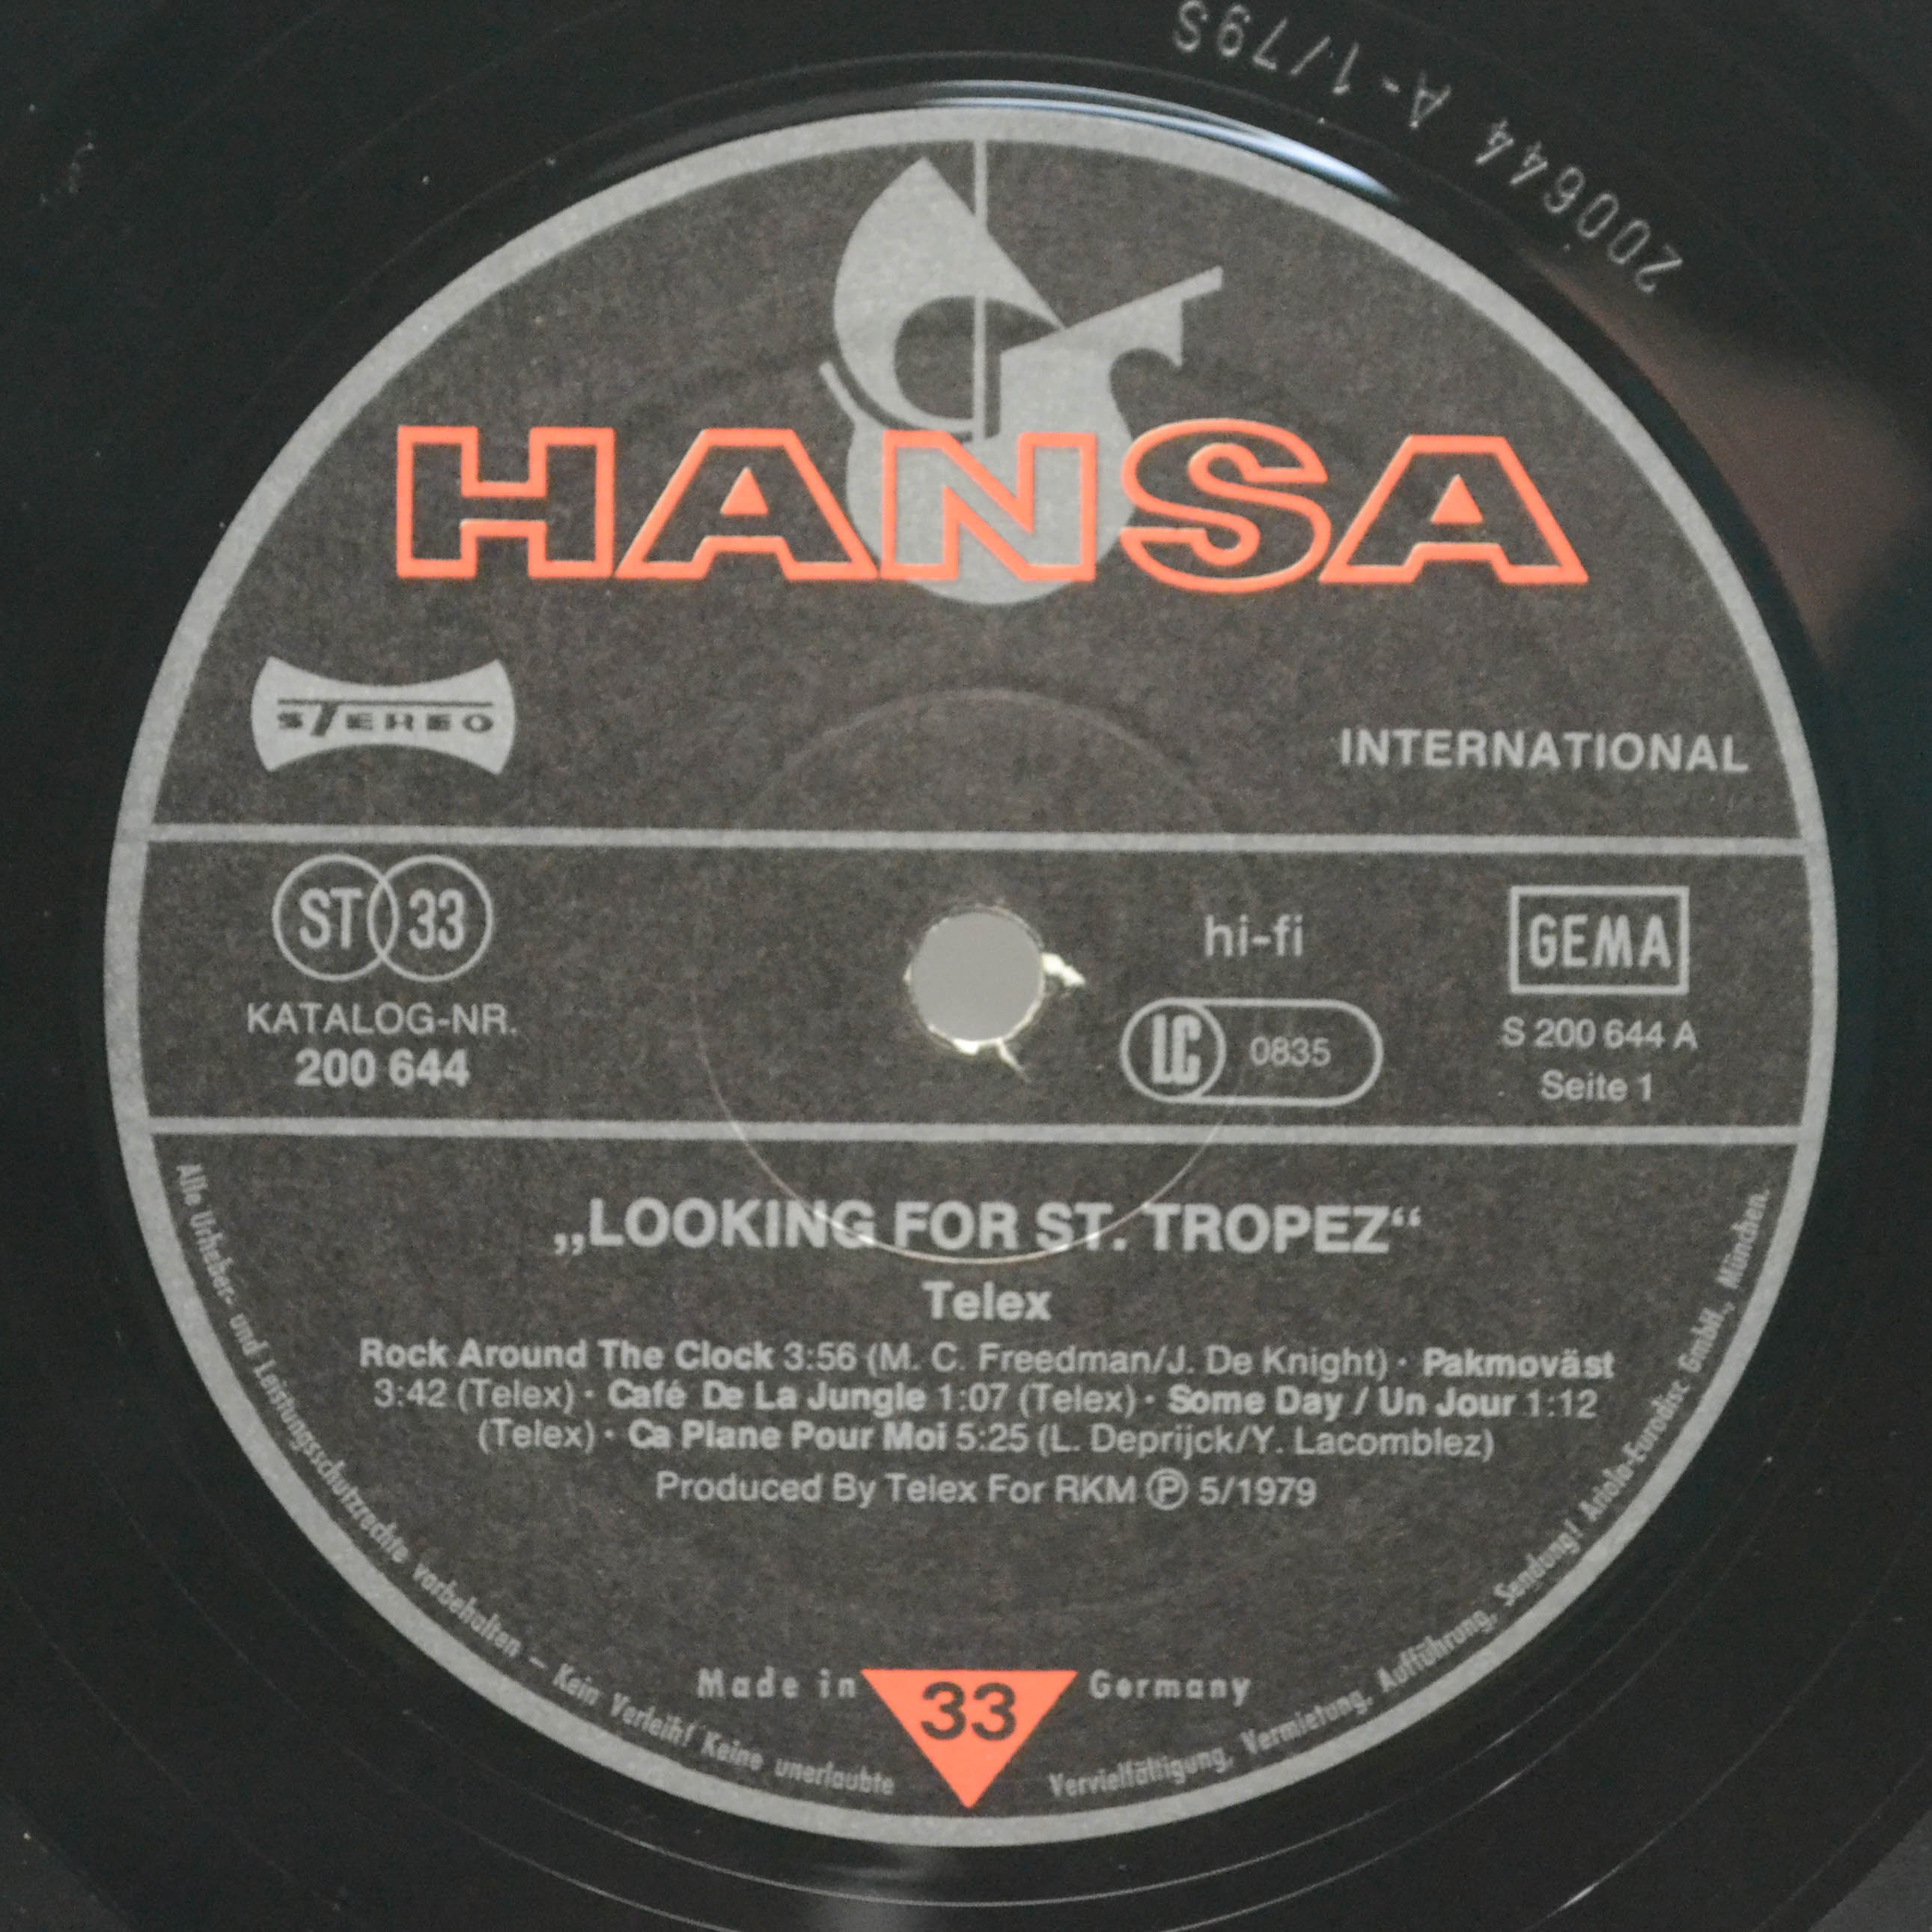 200644 A-1/79S
HANSA
STEREO
INTERNATIONAL
ST 33
hi-fi
GEMA
KATALOG-NR.
200 644
LC 0835
S 200 644 A
Seite 1
„LOOKING FOR ST. TROPEZ“
Telex
Rock Around The Clock 3:56 (M. C. Freedman/J. De Knight) · Pakmoväst
3:42 (Telex) · Café De La Jungle 1:07 (Telex) · Some Day / Un Jour 1:12
(Telex) · Ca Plane Pour Moi 5:25 (L. Deprijck/Y. Lacomblez)
Produced By Telex For RKM Ⓟ 5/1979
Made in 33 Germany
Alle Urheber- und Leistungsschutzrechte vorbehalten – Kein Verleih! Keine unerlaubte Vervielfältigung, Vermietung, Aufführung, Sendung! Ariola-Eurodisc GmbH., München.